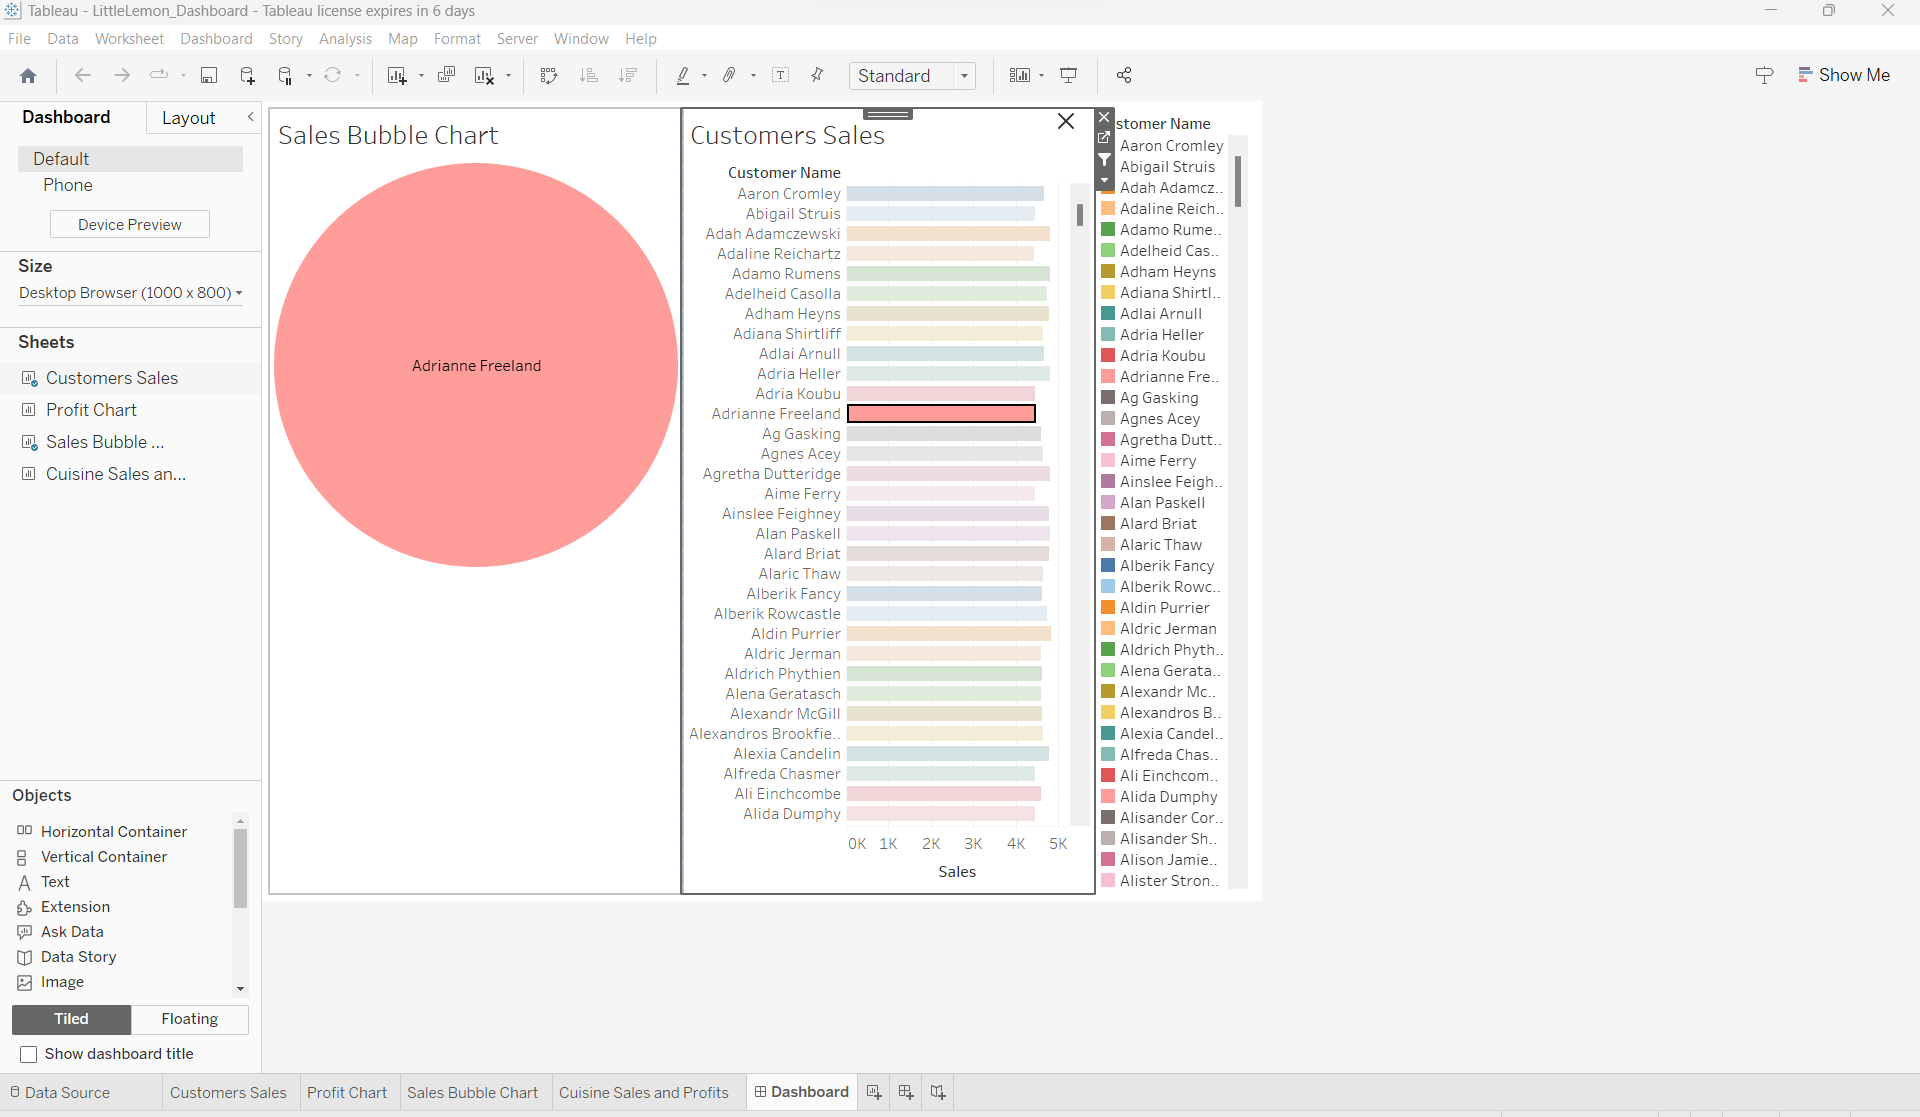 Tableau - LittleLemon_Dashboard - Tableau license expires in 6 days
File Data Worksheet Dashboard Story Analysis Map Format Server Window Help
Standard
Show Me
Dashboard
Layout
Default
Phone
Device Preview
Size
Desktop Browser (1000 x 800)
Sheets
Customers Sales
Profit Chart
Sales Bubble ...
Cuisine Sales an...
Objects
Horizontal Container
Vertical Container
Text
Extension
Ask Data
Data Story
Image
Tiled
Floating
Show dashboard title
Sales Bubble Chart
Adrianne Freeland
Customers Sales
Customer Name
Aaron Cromley
Abigail Struis
Adah Adamczewski
Adaline Reichartz
Adamo Rumens
Adelheid Casolla
Adham Heyns
Adiana Shirtliff
Adlai Arnull
Adria Heller
Adria Koubu
Adrianne Freeland
Ag Gasking
Agnes Acey
Agretha Dutteridge
Aime Ferry
Ainslee Feighney
Alan Paskell
Alard Briat
Alaric Thaw
Alberik Fancy
Alberik Rowcastle
Aldin Purrier
Aldric Jerman
Aldrich Phythien
Alena Geratasch
Alexandr McGill
Alexandros Brookfie..
Alexia Candelin
Alfreda Chasmer
Ali Einchcombe
Alida Dumphy
0K 1K 2K 3K 4K 5K
Sales
stomer Name
Aaron Cromley
Abigail Struis
Adah Adamcz..
Adaline Reich..
Adamo Rume..
Adelheid Cas..
Adham Heyns
Adiana Shirtl..
Adlai Arnull
Adria Heller
Adria Koubu
Adrianne Fre..
Ag Gasking
Agnes Acey
Agretha Dutt..
Aime Ferry
Ainslee Feigh..
Alan Paskell
Alard Briat
Alaric Thaw
Alberik Fancy
Alberik Rowc..
Aldin Purrier
Aldric Jerman
Aldrich Phyth..
Alena Gerata..
Alexandr Mc..
Alexandros B..
Alexia Candel..
Alfreda Chas..
Ali Einchcom..
Alida Dumphy
Alisander Cor..
Alisander Sh..
Alison Jamie..
Alister Stron..
Data Source
Customers Sales
Profit Chart
Sales Bubble Chart
Cuisine Sales and Profits
Dashboard